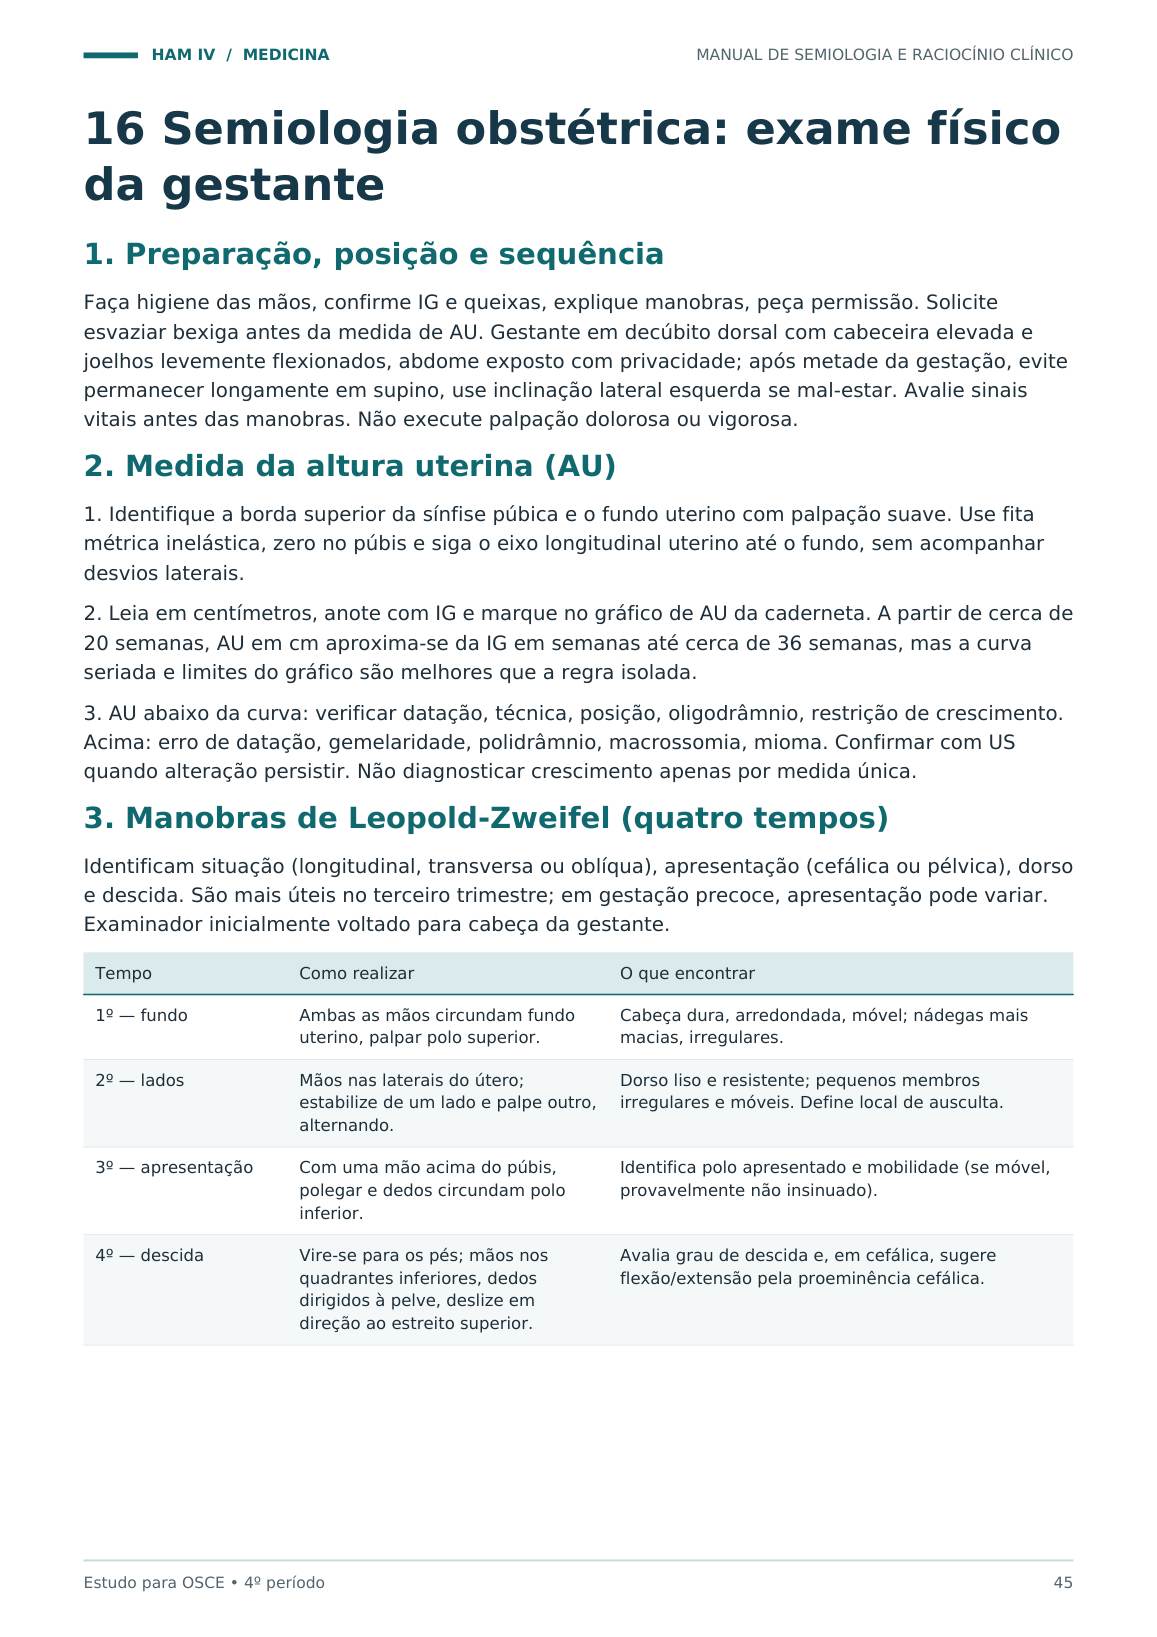 HAM IV / MEDICINA
MANUAL DE SEMIOLOGIA E RACIOCÍNIO CLÍNICO
16 Semiologia obstétrica: exame físico
da gestante
1. Preparação, posição e sequência
Faça higiene das mãos, confirme IG e queixas, explique manobras, peça permissão. Solicite
esvaziar bexiga antes da medida de AU. Gestante em decúbito dorsal com cabeceira elevada e
joelhos levemente flexionados, abdome exposto com privacidade; após metade da gestação, evite
permanecer longamente em supino, use inclinação lateral esquerda se mal-estar. Avalie sinais
vitais antes das manobras. Não execute palpação dolorosa ou vigorosa.
2. Medida da altura uterina (AU)
1. Identifique a borda superior da sínfise púbica e o fundo uterino com palpação suave. Use fita
métrica inelástica, zero no púbis e siga o eixo longitudinal uterino até o fundo, sem acompanhar
desvios laterais.
2. Leia em centímetros, anote com IG e marque no gráfico de AU da caderneta. A partir de cerca de
20 semanas, AU em cm aproxima-se da IG em semanas até cerca de 36 semanas, mas a curva
seriada e limites do gráfico são melhores que a regra isolada.
3. AU abaixo da curva: verificar datação, técnica, posição, oligodrâmnio, restrição de crescimento.
Acima: erro de datação, gemelaridade, polidrâmnio, macrossomia, mioma. Confirmar com US
quando alteração persistir. Não diagnosticar crescimento apenas por medida única.
3. Manobras de Leopold-Zweifel (quatro tempos)
Identificam situação (longitudinal, transversa ou oblíqua), apresentação (cefálica ou pélvica), dorso
e descida. São mais úteis no terceiro trimestre; em gestação precoce, apresentação pode variar.
Examinador inicialmente voltado para cabeça da gestante.
Tempo
Como realizar
O que encontrar
1º — fundo
Ambas as mãos circundam fundo
uterino, palpar polo superior.
Cabeça dura, arredondada, móvel; nádegas mais
macias, irregulares.
2º — lados
Mãos nas laterais do útero;
estabilize de um lado e palpe outro,
alternando.
Dorso liso e resistente; pequenos membros
irregulares e móveis. Define local de ausculta.
3º — apresentação
Com uma mão acima do púbis,
polegar e dedos circundam polo
inferior.
Identifica polo apresentado e mobilidade (se móvel,
provavelmente não insinuado).
4º — descida
Vire-se para os pés; mãos nos
quadrantes inferiores, dedos
dirigidos à pelve, deslize em
direção ao estreito superior.
Avalia grau de descida e, em cefálica, sugere
flexão/extensão pela proeminência cefálica.
Estudo para OSCE • 4º período
45